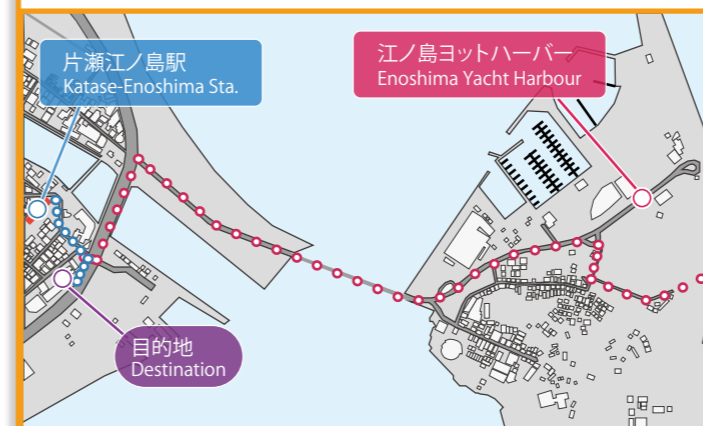 片瀬江ノ島駅
Katase-Enoshima Sta.
江ノ島ヨットハーバー
Enoshima Yacht Harbour
目的地
Destination